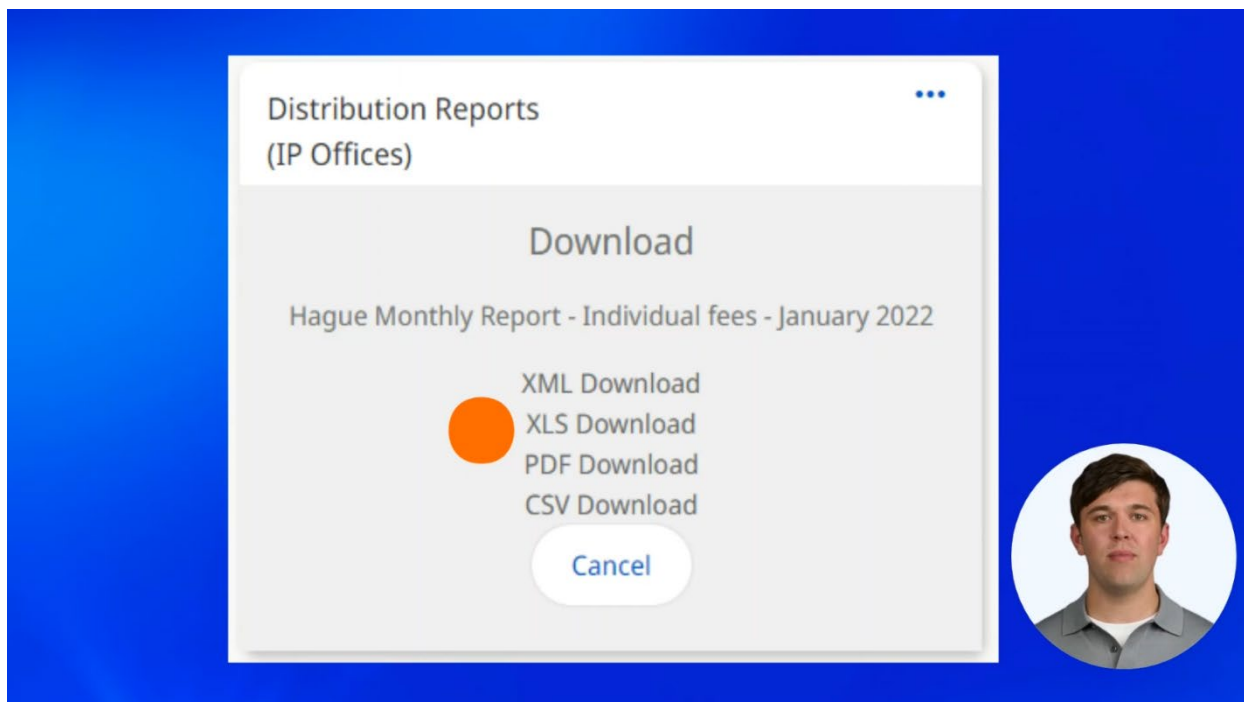 Distribution Reports
(IP Offices)
Download
Hague Monthly Report - Individual fees - January 2022
XML Download
XLS Download
PDF Download
CSV Download
Cancel